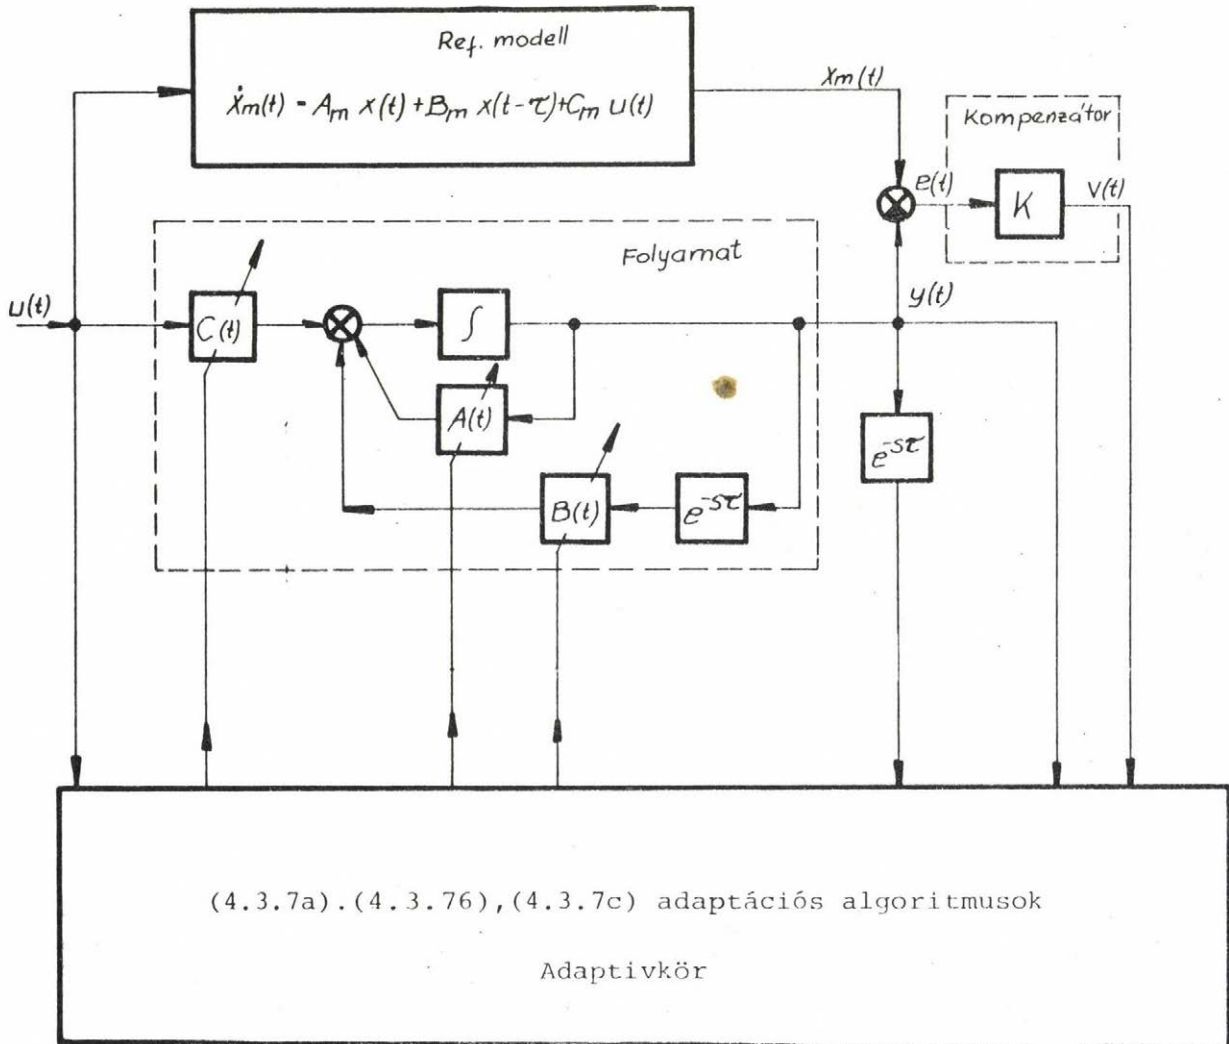 Ref. modell
ẋm(t) = Am x(t) + Bm x(t-τ)+Cm u(t)
xm(t)
Kompenzátor
e(t)
K
v(t)
Folyamat
u(t)
C(t)
∫
y(t)
A(t)
e-sτ
B(t)
e-sτ
(4.3.7a).(4.3.76),(4.3.7c) adaptációs algoritmusok
Adaptivkör